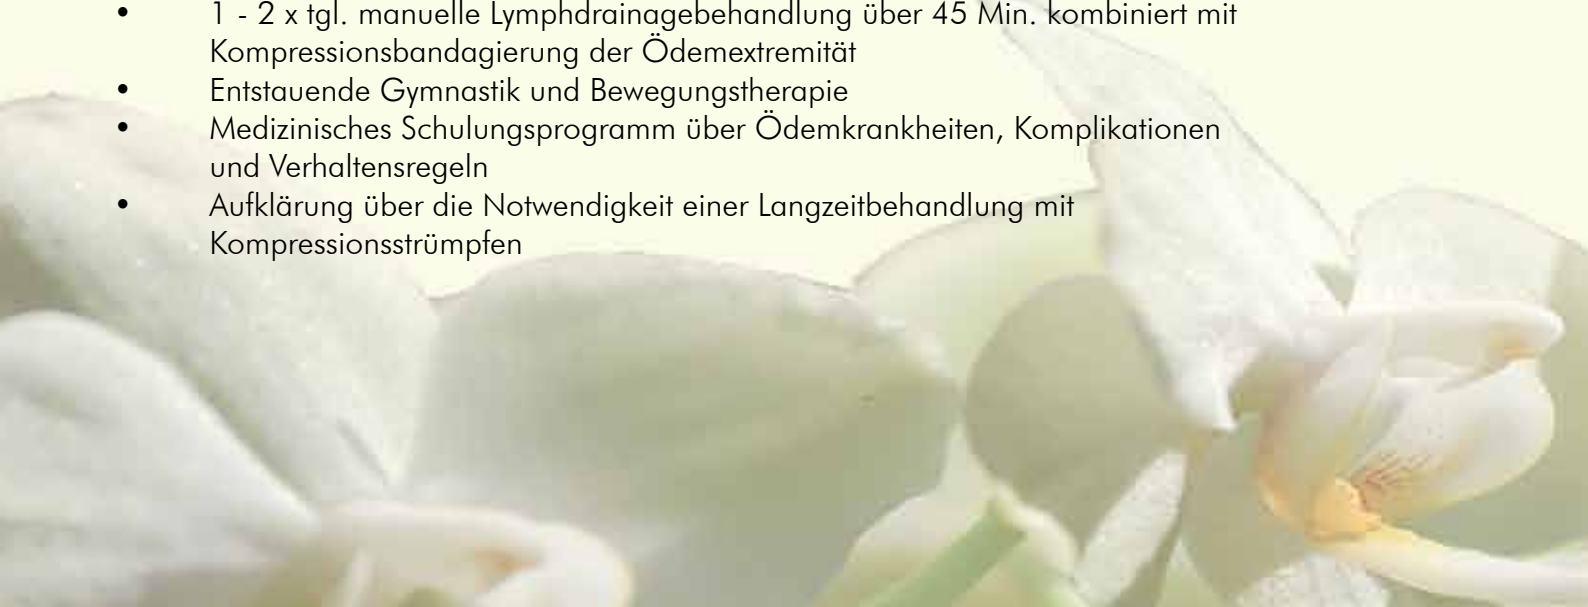 • 1 - 2 x tgl. manuelle Lymphdrainagebehandlung über 45 Min. kombiniert mit
Kompressionsbandagierung der Ödemextremität
• Entstauende Gymnastik und Bewegungstherapie
• Medizinisches Schulungsprogramm über Ödemkrankheiten, Komplikationen
und Verhaltensregeln
• Aufklärung über die Notwendigkeit einer Langzeitbehandlung mit
Kompressionsstrümpfen